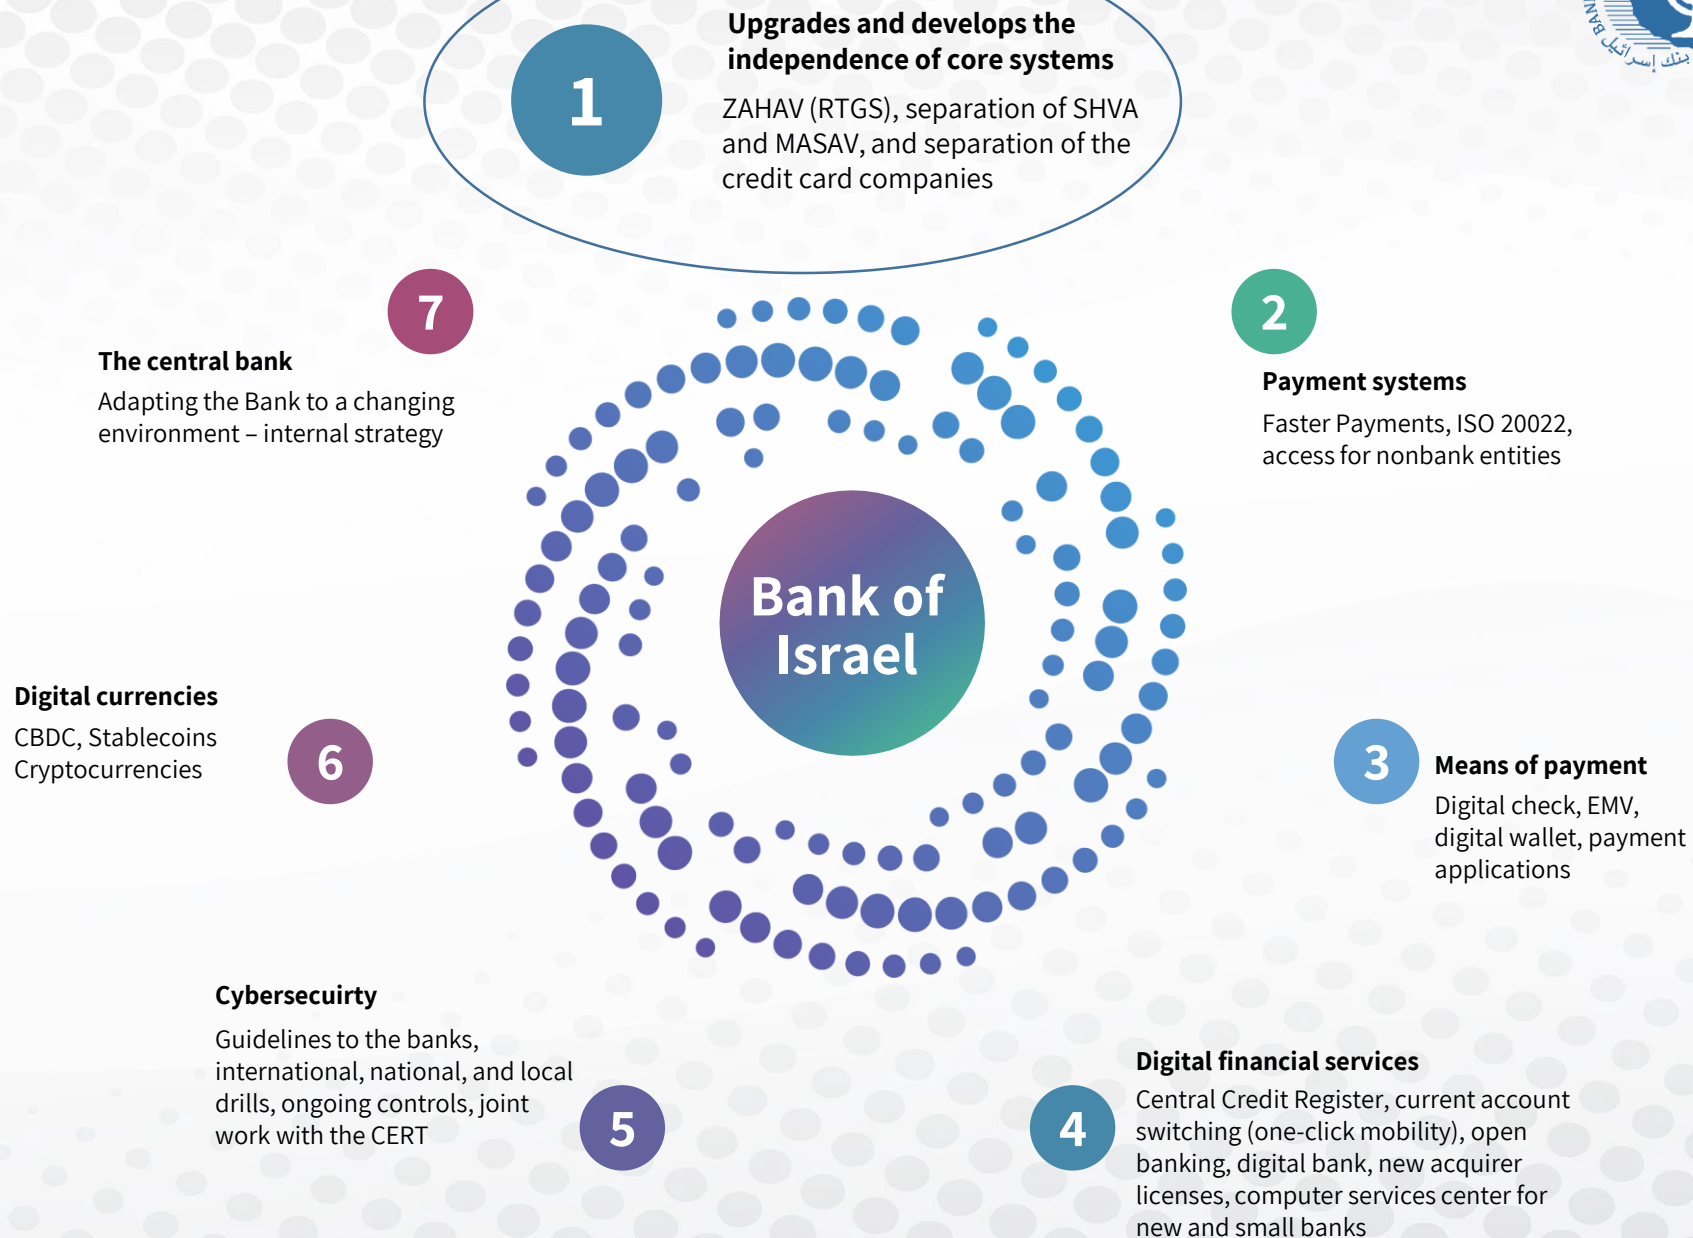 1
Upgrades and develops the
independence of core systems
ZAHAV (RTGS), separation of SHVA
and MASAV, and separation of the
credit card companies
BANK
بنك إسرائيل
7
The central bank
Adapting the Bank to a changing
environment – internal strategy
2
Payment systems
Faster Payments, ISO 20022,
access for nonbank entities
Bank of
Israel
Digital currencies
CBDC, Stablecoins
Cryptocurrencies
6
3
Means of payment
Digital check, EMV,
digital wallet, payment
applications
Cybersecuirty
Guidelines to the banks,
international, national, and local
drills, ongoing controls, joint
work with the CERT
5
4
Digital financial services
Central Credit Register, current account
switching (one-click mobility), open
banking, digital bank, new acquirer
licenses, computer services center for
new and small banks